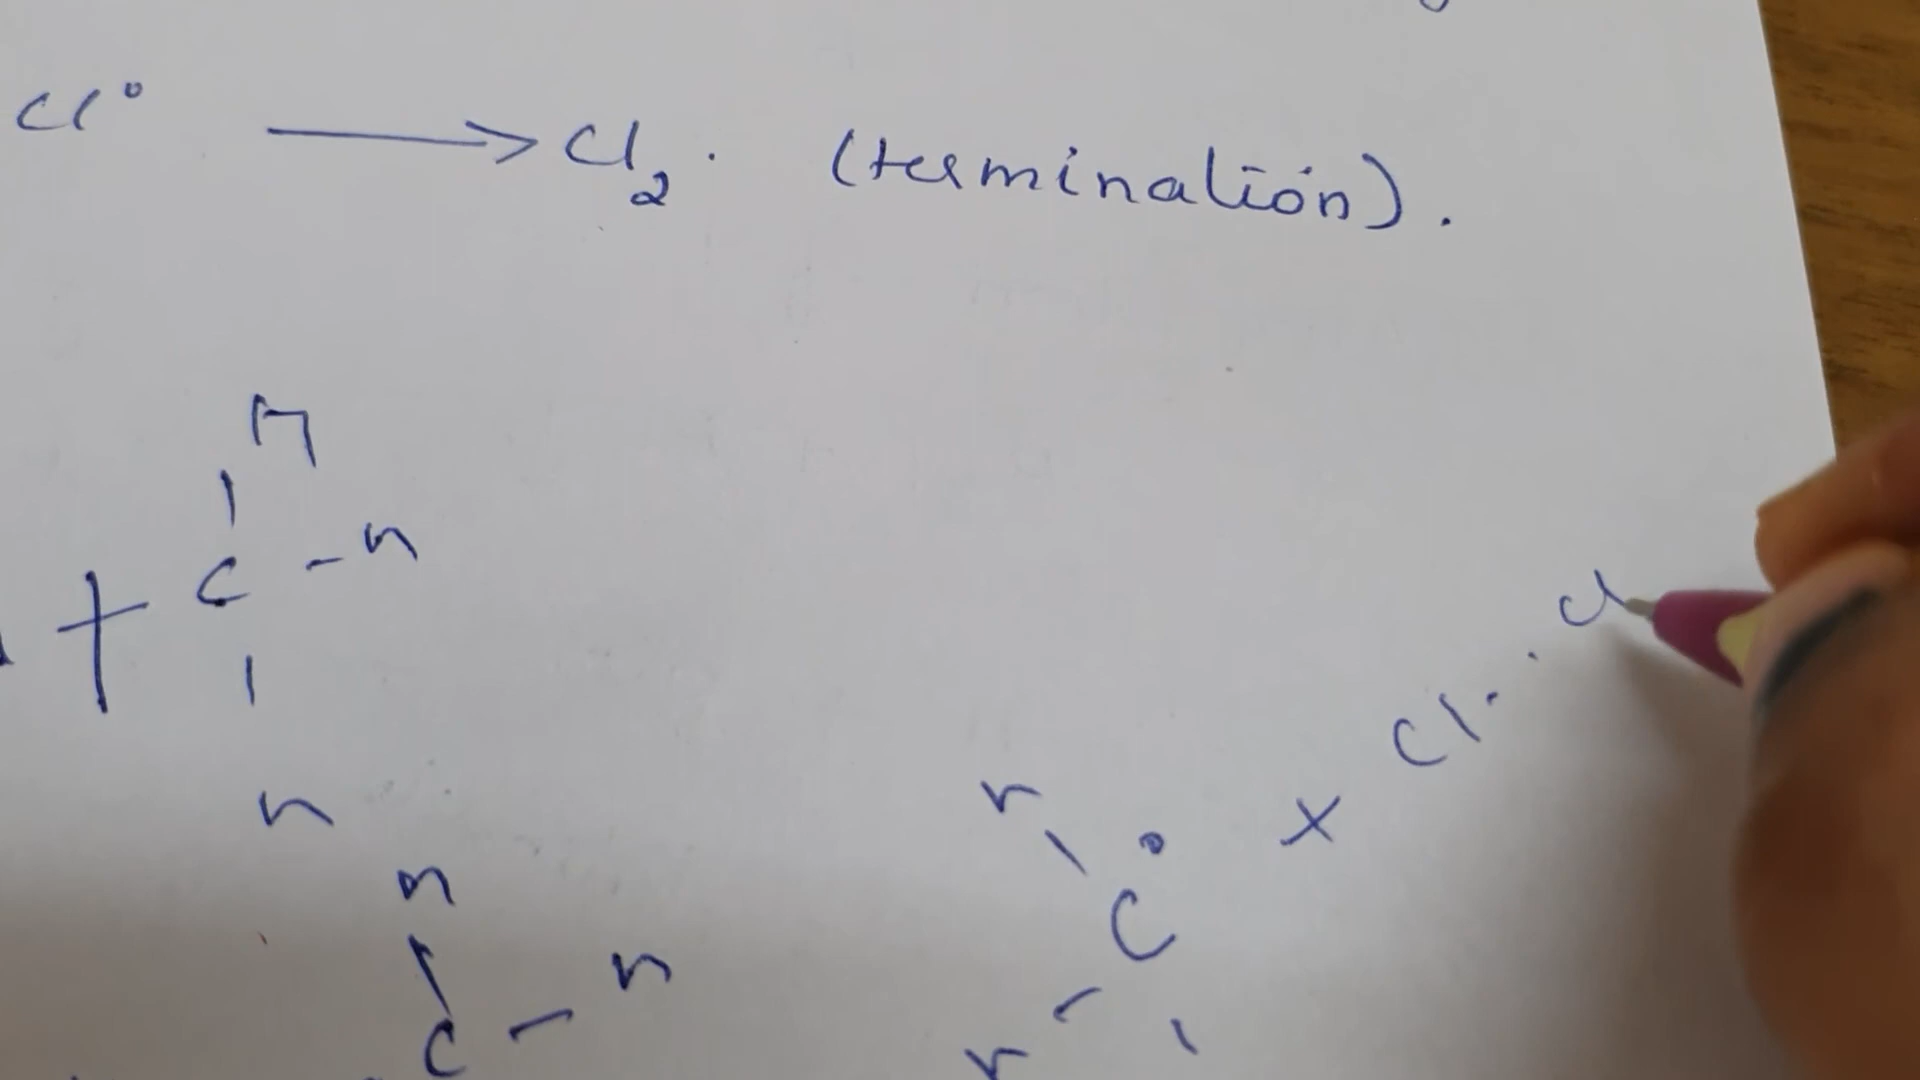 Cl° → Cl₂. (termination).
H
C - H
H
H
C - H
Cl
Cl·
H
x
C
H